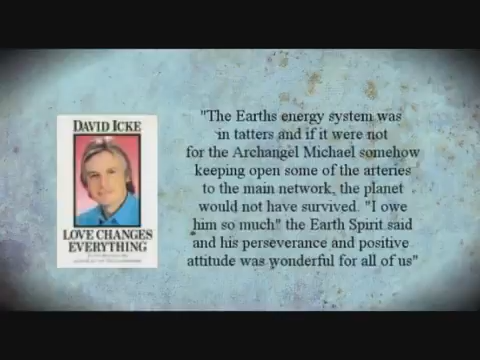 DAVID ICKE
LOVE CHANGES
EVERYTHING
"The Earths energy system was
in tatters and if it were not
for the Archangel Michael somehow
keeping open some of the arteries
to the main network, the planet
would not have survived. "I owe
him so much" the Earth Spirit said
and his perseverance and positive
attitude was wonderful for all of us"